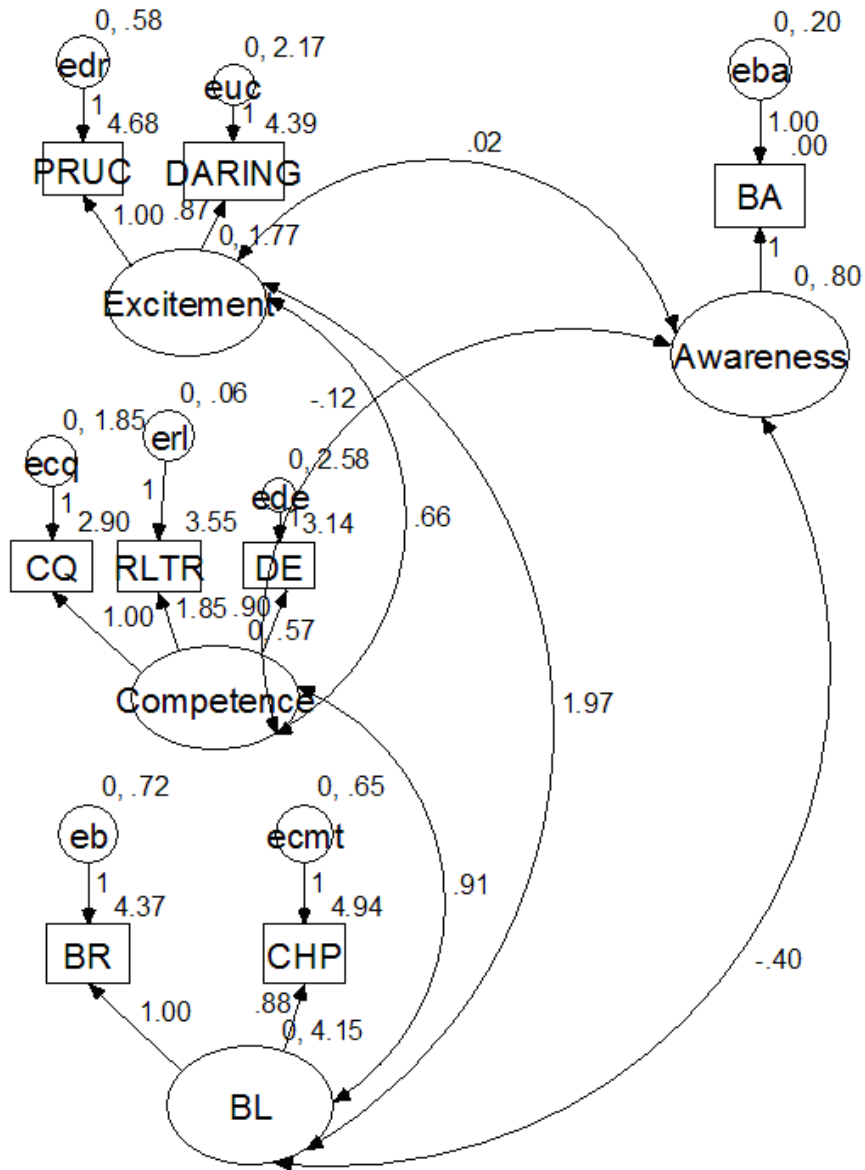 0, .58
edr
1
4.68
PRUC
0, 2.17
euc
1
4.39
DARING
0, .20
eba
1.00
.00
BA
1
0, .80
Awareness
.02
1.00
.87
0, 1.77
Excitement
-.12
.66
0, 1.85
ecq
1
2.90
CQ
0, .06
erl
1
3.55
RLTR
0, 2.58
ede
1
3.14
DE
1.00
1.85
.90
0, .57
Competence
1.97
0, .72
eb
1
4.37
BR
0, .65
ecmt
1
4.94
CHP
.91
-.40
1.00
.88
0, 4.15
BL